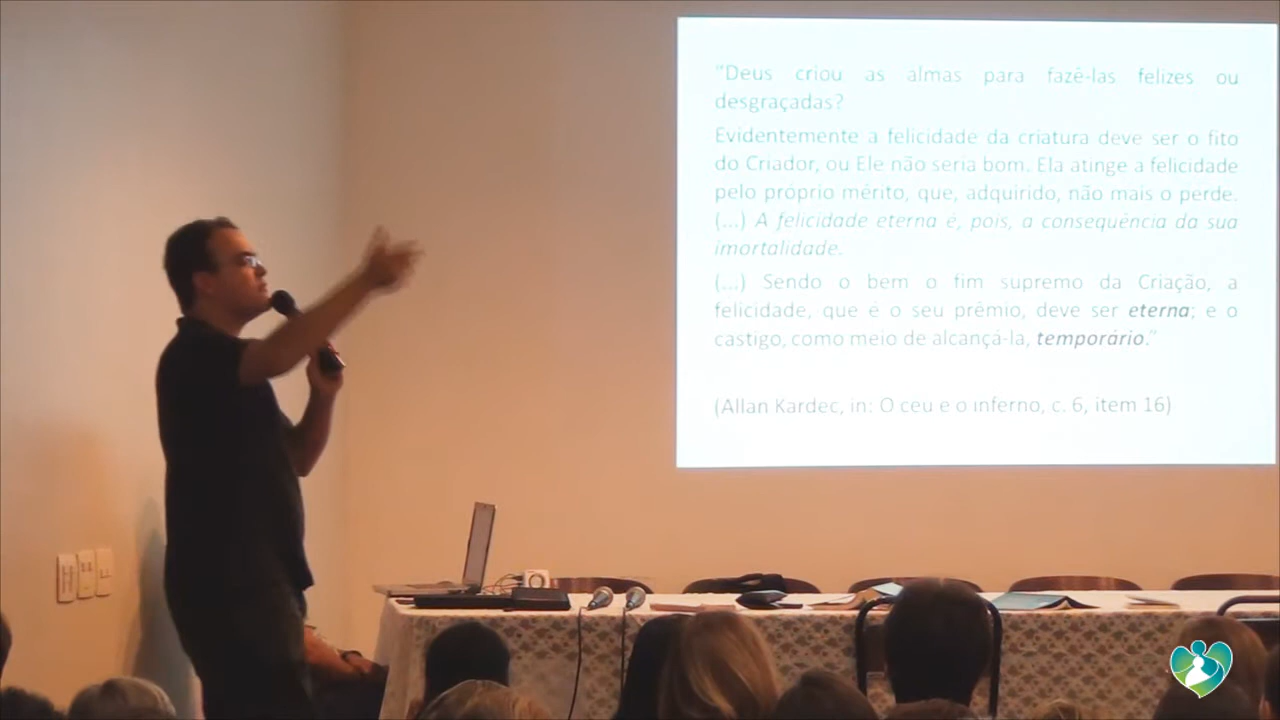 "Deus criou as almas para fazê-las felizes ou
desgraçadas?
Evidentemente a felicidade da criatura deve ser o fito
do Criador, ou Ele não seria bom. Ela atinge a felicidade
pelo próprio mérito, que, adquirido, não mais o perde.
(...) A felicidade eterna é, pois, a consequência da sua
imortalidade.
(...) Sendo o bem o fim supremo da Criação, a
felicidade, que é o seu prêmio, deve ser eterna; e o
castigo, como meio de alcançá-la, temporário."
(Allan Kardec, in: O ceu e o inferno, c. 6, item 16)